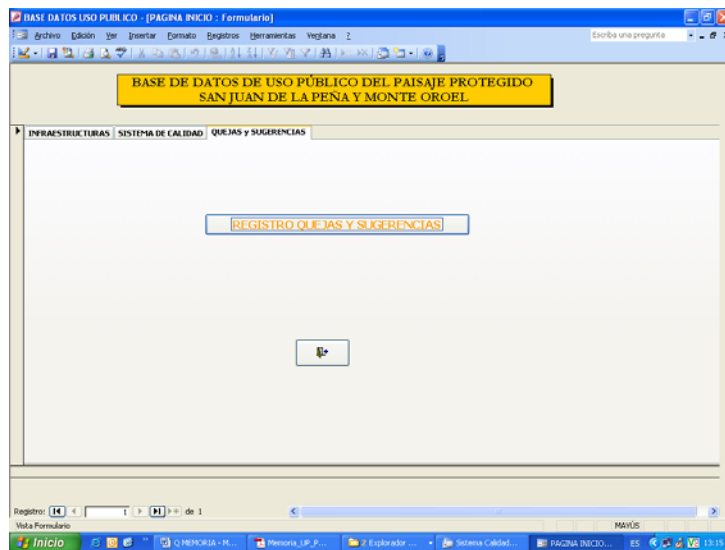 BASE DATOS USO PUBLICO - [PAGINA INICIO : Formulario]
Archivo Edición Ver Insertar Formato Registros Herramientas Ventana ?
Escriba una pregunta
BASE DE DATOS DE USO PÚBLICO DEL PAISAJE PROTEGIDO
SAN JUAN DE LA PEÑA Y MONTE OROEL
INFRAESTRUCTURAS SISTEMA DE CALIDAD QUEJAS y SUGERENCIAS
REGISTRO QUEJAS Y SUGERENCIAS
Registro: 1 de 1
Vista Formulario MAYÚS
Inicio Q MEMORIA - M... Memoria_UP_P... 2 Explorador ... Sistema Calidad... PAGINA INICIO... ES